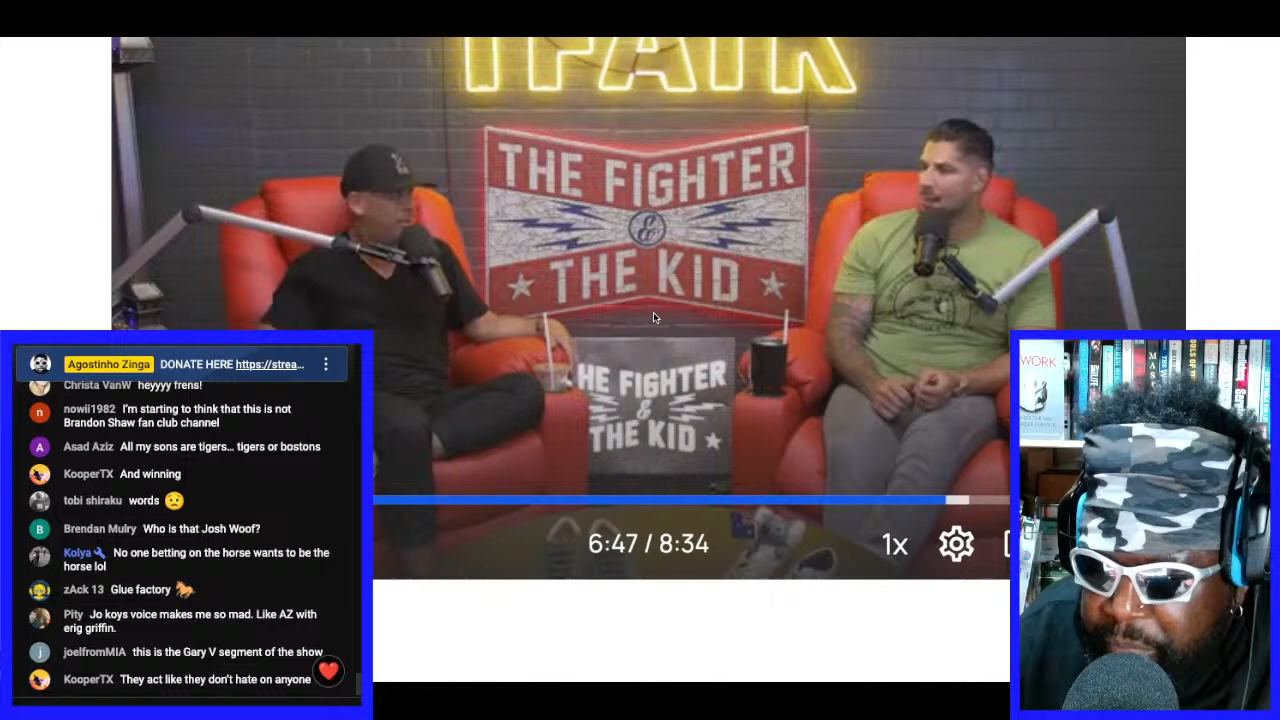 TFATK
THE FIGHTER
&
THE KID
HE FIGHTER
&
THE KID
6:47 / 8:34
1x
WORK
Agostinho Zinga DONATE HERE https://strea...
Christa VanW heyyyy frens!
nowii1982 I'm starting to think that this is not
Brandon Shaw fan club channel
Asad Aziz All my sons are tigers... tigers or bostons
KooperTX And winning
tobi shiraku words
Brendan Mulry Who is that Josh Woof?
Kolya No one betting on the horse wants to be the
horse lol
zAck 13 Glue factory
Pity Jo koys voice makes me so mad. Like AZ with
erig griffin.
joelfromMIA this is the Gary V segment of the show
KooperTX They act like they don't hate on anyone